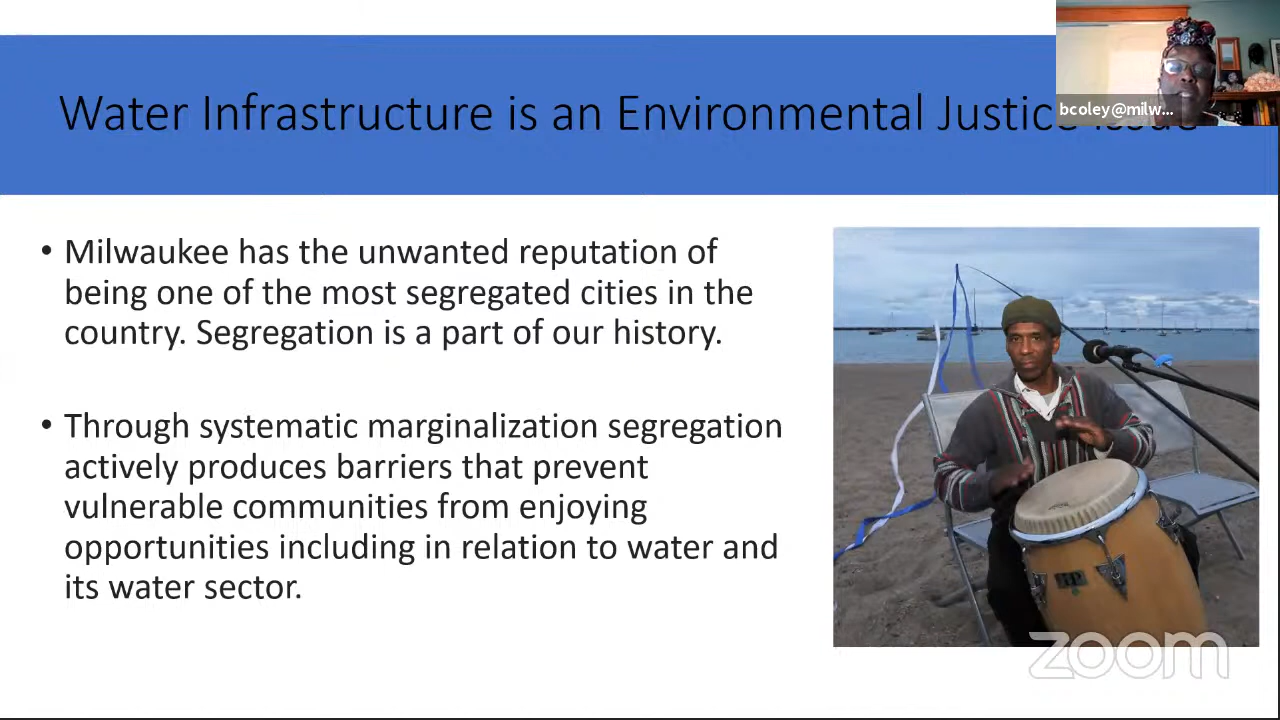 Water Infrastructure is an Environmental Justice Issue
bcoley@milw...
• Milwaukee has the unwanted reputation of
being one of the most segregated cities in the
country. Segregation is a part of our history.
• Through systematic marginalization segregation
actively produces barriers that prevent
vulnerable communities from enjoying
opportunities including in relation to water and
its water sector.
zoom